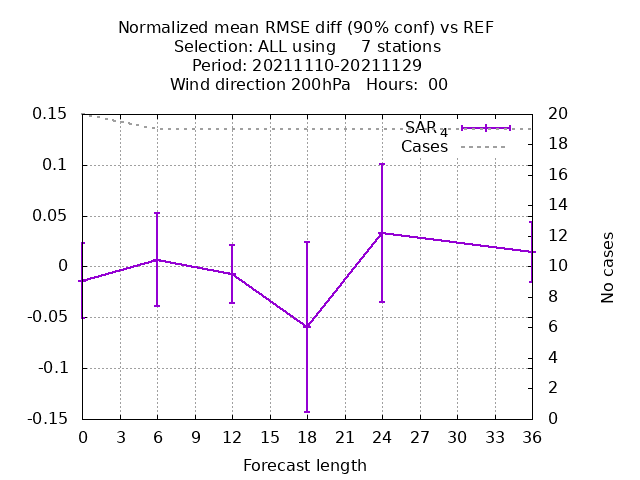 Normalized mean RMSE diff (90% conf) vs REF
Selection: ALL using     7 stations
Period: 20211110-20211129
Wind direction 200hPa   Hours:  00
SAR4
Cases
0.15
0.1
0.05
0
-0.05
-0.1
-0.15
20
18
16
14
12
10
8
6
4
2
0
No cases
0 3 6 9 12 15 18 21 24 27 30 33 36
Forecast length